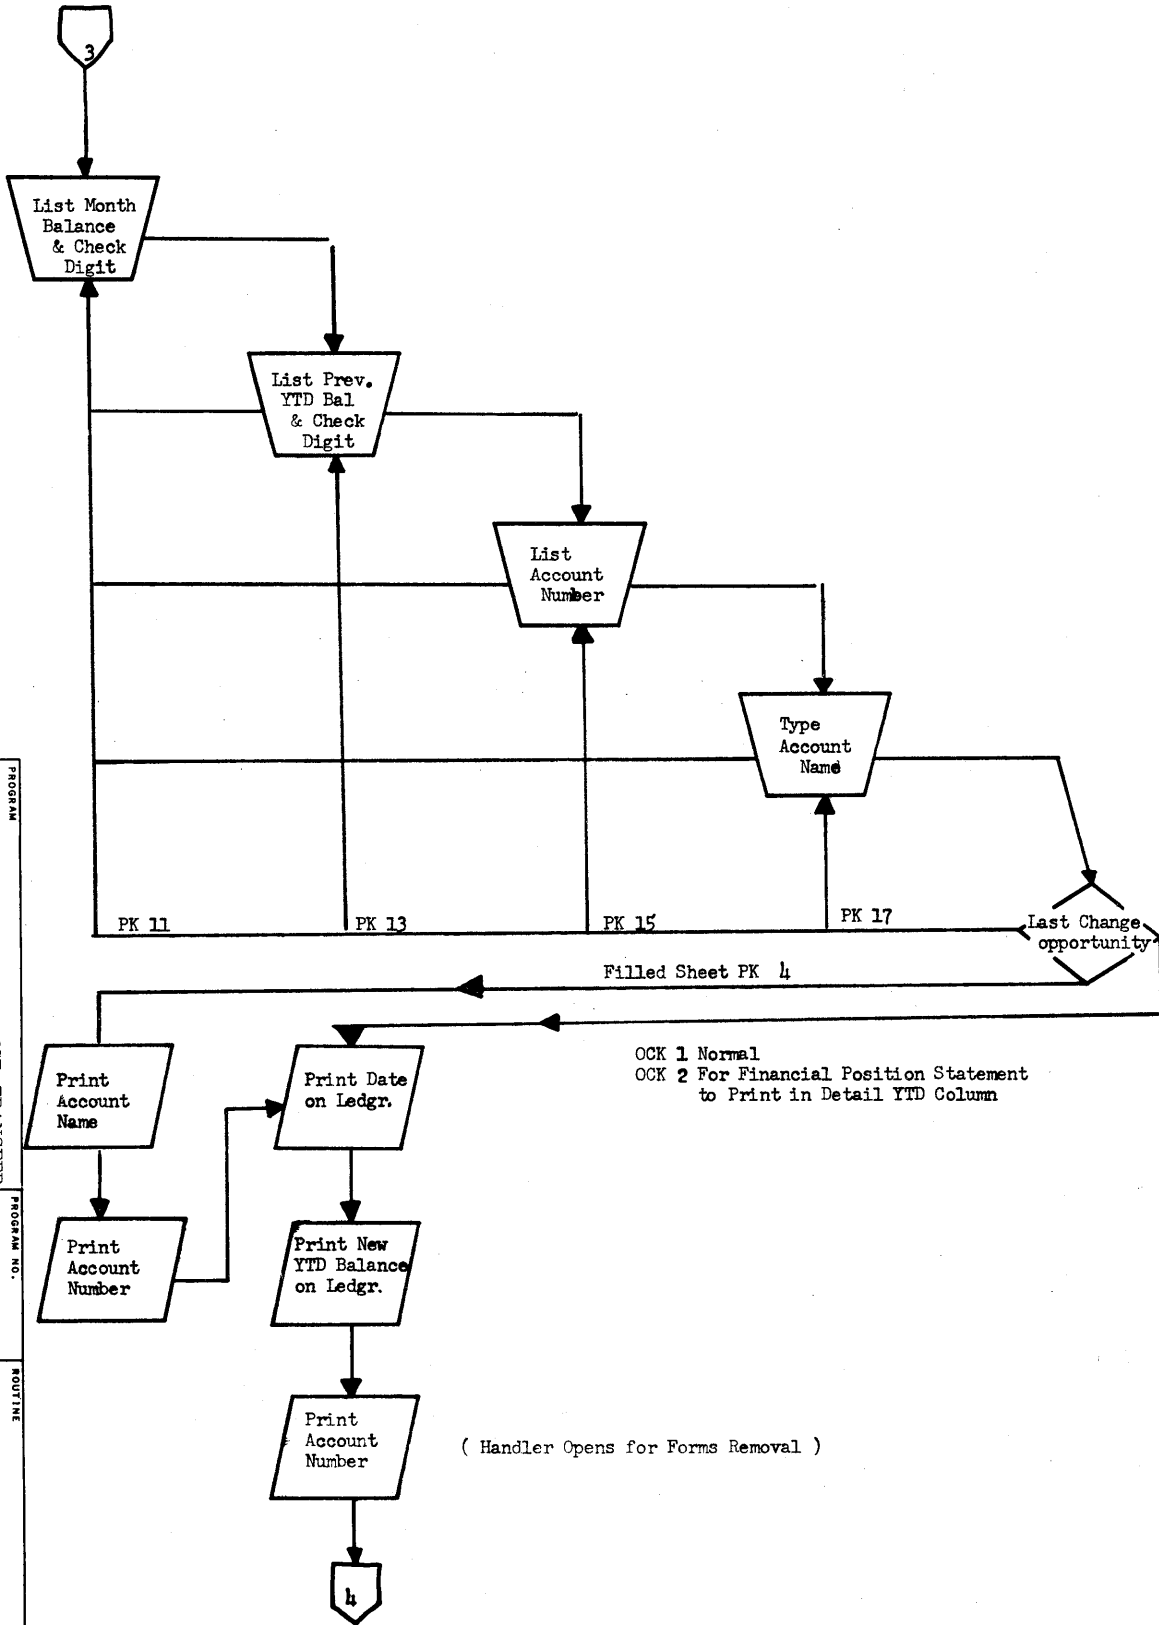 3
List Month
Balance
& Check
Digit
List Prev.
YTD Bal
& Check
Digit
List
Account
Number
Type
Account
Name
PK 11
PK 13
PK 15
PK 17
Last Change
opportunity
Filled Sheet PK 4
OCK 1 Normal
OCK 2 For Financial Position Statement
to Print in Detail YTD Column
Print
Account
Name
Print Date
on Ledgr.
Print
Account
Number
Print New
YTD Balance
on Ledgr.
Print
Account
Number
( Handler Opens for Forms Removal )
4
PROGRAM
PROGRAM NO.
ROUTINE